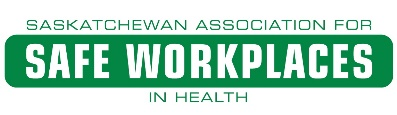 SASKATCHEWAN ASSOCIATION FOR
SAFE WORKPLACES
IN HEALTH